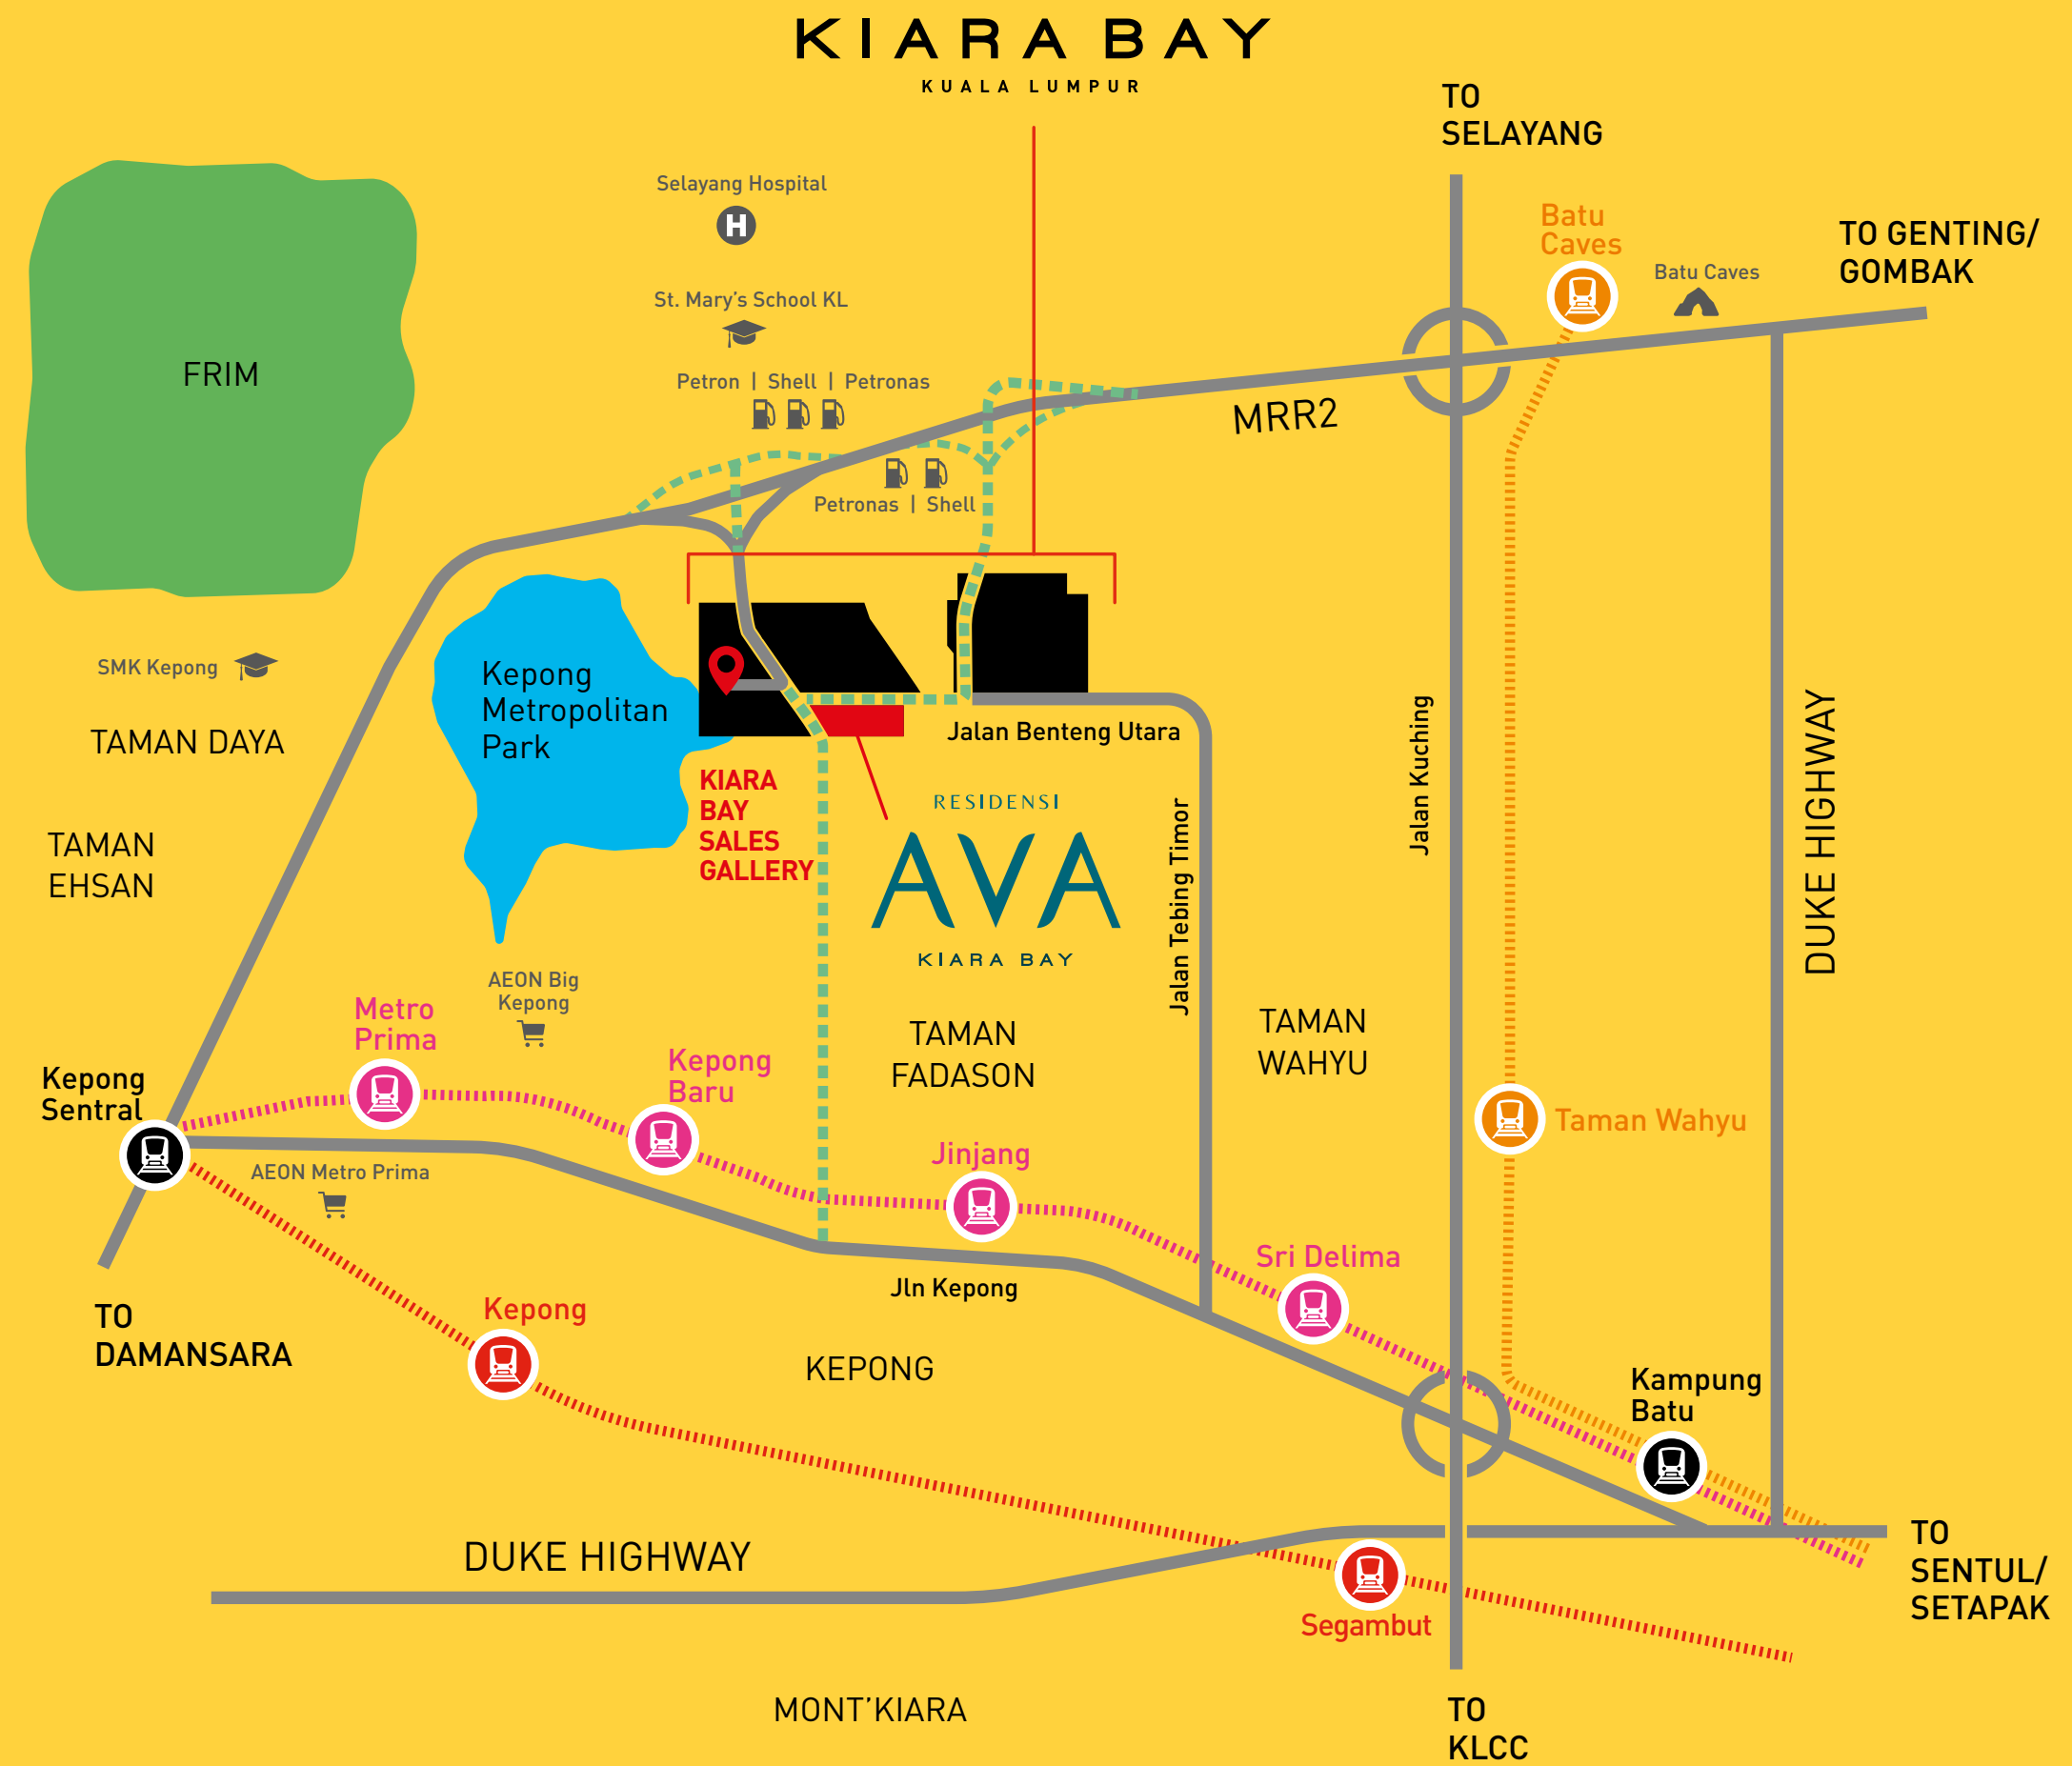 KIARA BAY
KUALA LUMPUR
TO
SELAYANG
Selayang Hospital
H
Batu
Caves
TO GENTING/
GOMBAK
Batu Caves
St. Mary's School KL
FRIM
Petron | Shell | Petronas
MRR2
Petronas | Shell
SMK Kepong
Kepong
Metropolitan
Park
TAMAN DAYA
Jalan Benteng Utara
Jalan Kuching
DUKE HIGHWAY
KIARA
BAY
SALES
GALLERY
RESIDENSI
AVA
KIARA BAY
Jalan Tebing Timor
TAMAN
EHSAN
AEON Big
Kepong
Metro
Prima
TAMAN
FADASON
TAMAN
WAHYU
Kepong
Baru
Kepong
Sentral
Taman Wahyu
Jinjang
AEON Metro Prima
Sri Delima
Jln Kepong
Kepong
TO
DAMANSARA
KEPONG
Kampung
Batu
DUKE HIGHWAY
TO
SENTUL/
SETAPAK
Segambut
MONT'KIARA
TO
KLCC